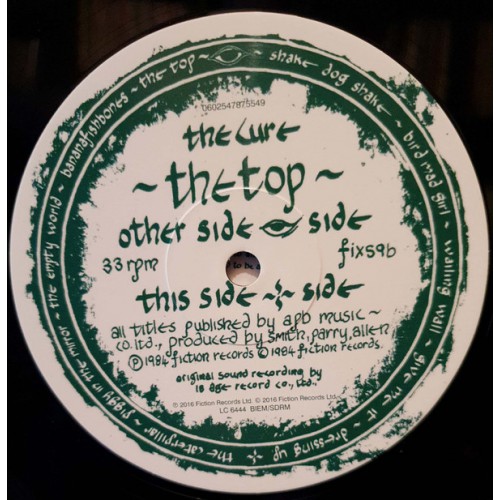 shake dog shake ~ bird mad girl ~ wailing wall ~ give me it ~ dressing up ~ the caterpillar ~ piggy in the mirror ~ the empty world ~ bananafishbones ~ the top ~
0602547875549
the cure
~ the top ~
other side side
33 rpm
fix59b
this side ~ ~ side
all titles published by apb music ~
co. ltd., produced by smith, parry, allen
℗ 1984 fiction records © 1984 fiction records.
original sound recording by
18 age record co., ltd.,
℗ 2016 Fiction Records Ltd. © 2016 Fiction Records Ltd.
LC 6444 BIEM/SDRM